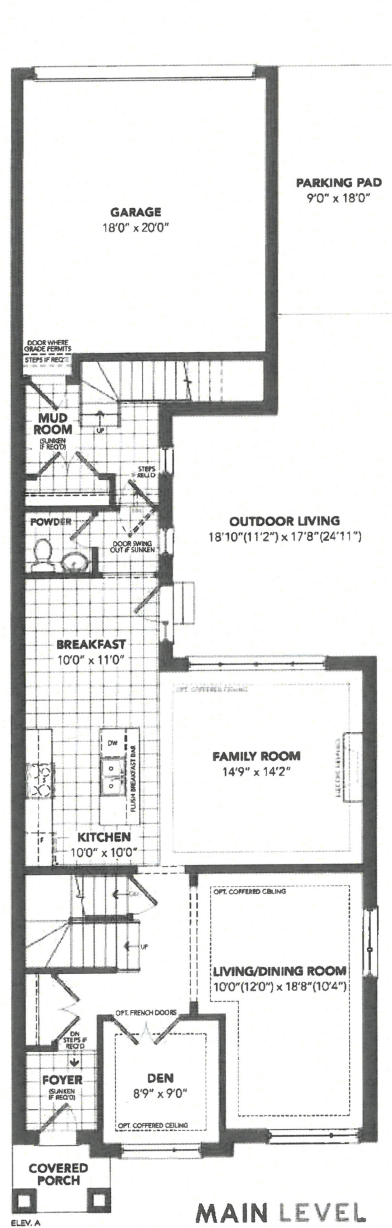 PARKING PAD
9'0" x 18'0"
GARAGE
18'0" x 20'0"
DOOR WHERE
GRADE PERMITS
STEPS IF REQ'D
MUD
ROOM
(SUNKEN
IF REQ'D)
UP
STEPS
REQ'D
POWDER
DOOR SWING
OUT IF SUNKEN
OUTDOOR LIVING
18'10"(11'2") x 17'8"(24'11")
BREAKFAST
10'0" x 11'0"
OPT. COFFERED CEILING
DW
FLUSH BREAKFAST BAR
FAMILY ROOM
14'9" x 14'2"
F
KITCHEN
10'0" x 10'0"
DN
UP
OPT. COFFERED CEILING
LIVING/DINING ROOM
10'0"(12'0") x 18'8"(10'4")
OPT. FRENCH DOORS
DN
STEPS IF
REQ'D
FOYER
(SUNKEN
IF REQ'D)
DEN
8'9" x 9'0"
OPT. COFFERED CEILING
COVERED
PORCH
ELEV. A
MAIN LEVEL